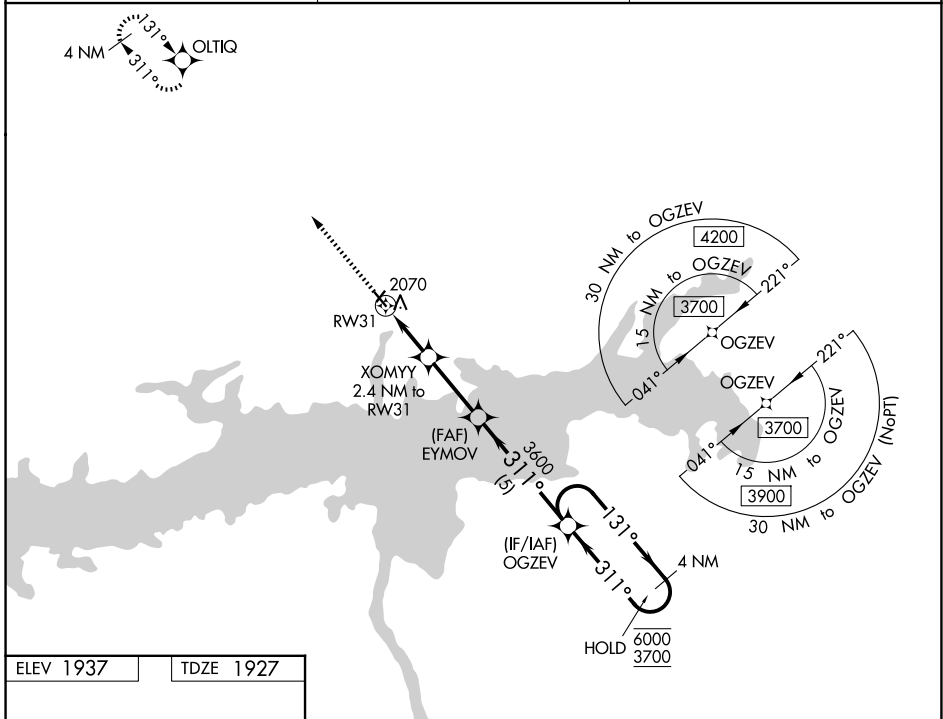 131°
OLTIQ
4 NM
311°
30 NM to OGZEV
4200
15 NM to OGZEV
221°
3700
OGZEV
041°
2070
RW31
XOMYY
2.4 NM to
RW31
(FAF)
EYMOV
3600
311°
(5)
OGZEV
221°
3700
041°
15 NM to OGZEV
3900
30 NM to OGZEV (NoPT)
(IF/IAF)
OGZEV
131°
311°
4 NM
HOLD
6000
3700
ELEV 1937
TDZE 1927